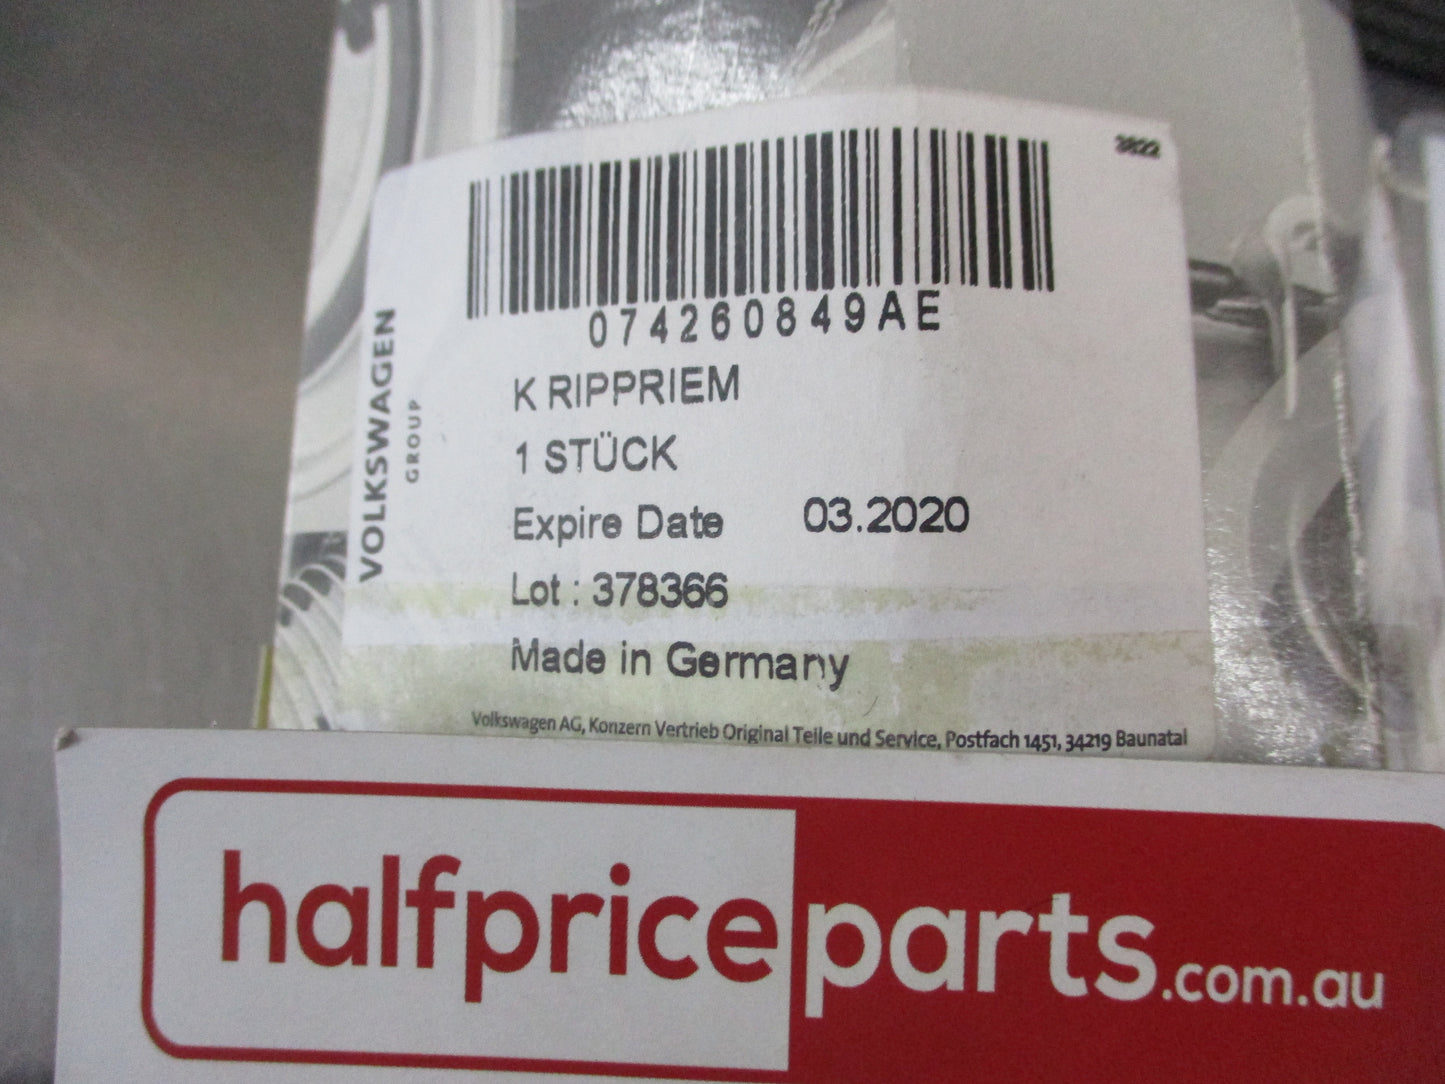 3822
074260849AE
VOLKSWAGEN
GROUP
K RIPPRIEM
1 STÜCK
Expire Date 03.2020
Lot : 378366
Made in Germany
Volkswagen AG, Konzern Vertrieb Original Teile und Service, Postfach 1451, 34219 Baunatal
halfpriceparts.com.au